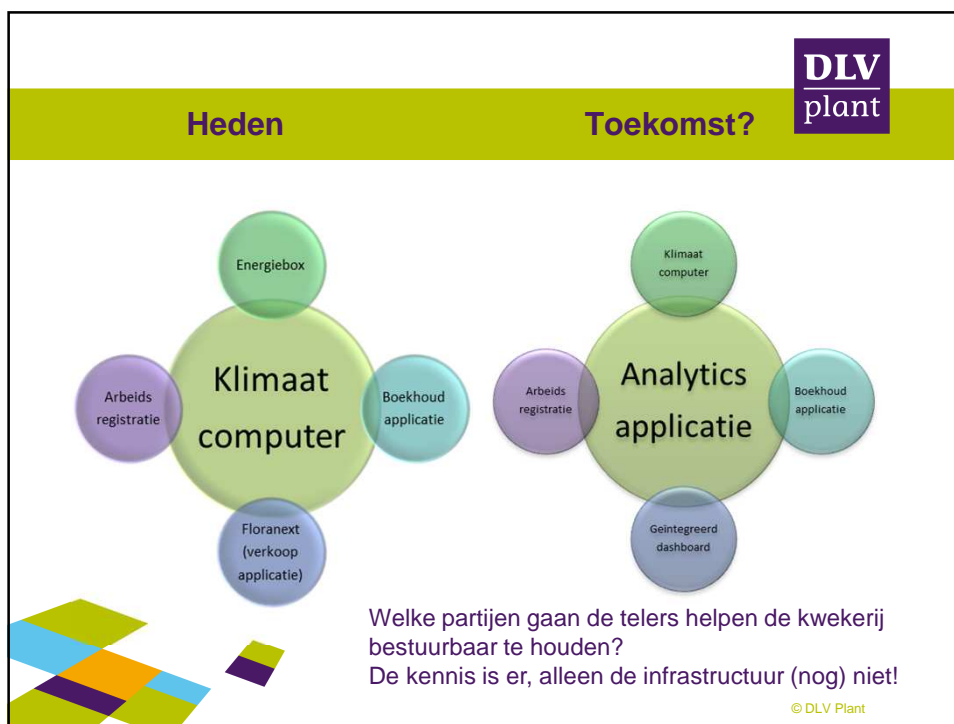 DLV
plant
Heden
Toekomst?
Energiebox
Arbeids
registratie
Klimaat
computer
Boekhoud
applicatie
Floranext
(verkoop
applicatie)
Klimaat
computer
Arbeids
registratie
Analytics
applicatie
Boekhoud
applicatie
Geïntegreerd
dashboard
Welke partijen gaan de telers helpen de kwekerij
bestuurbaar te houden?
De kennis is er, alleen de infrastructuur (nog) niet!
© DLV Plant